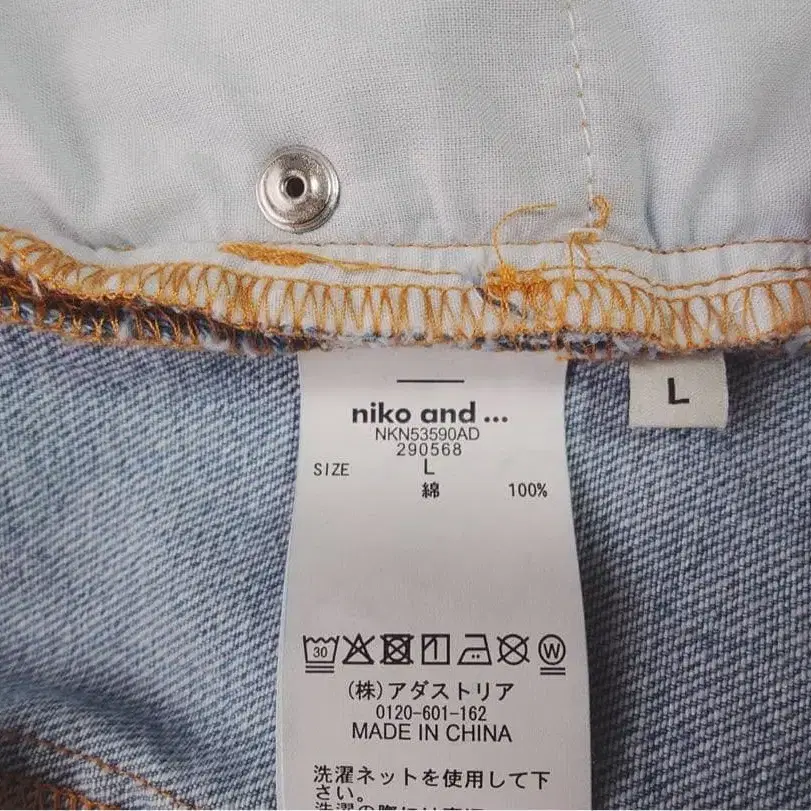 niko and ...
NKN53590AD
290568
SIZE L
綿 100%
30
W
(株)アダストリア
0120-601-162
MADE IN CHINA
洗濯ネットを使用して下
さい。
L